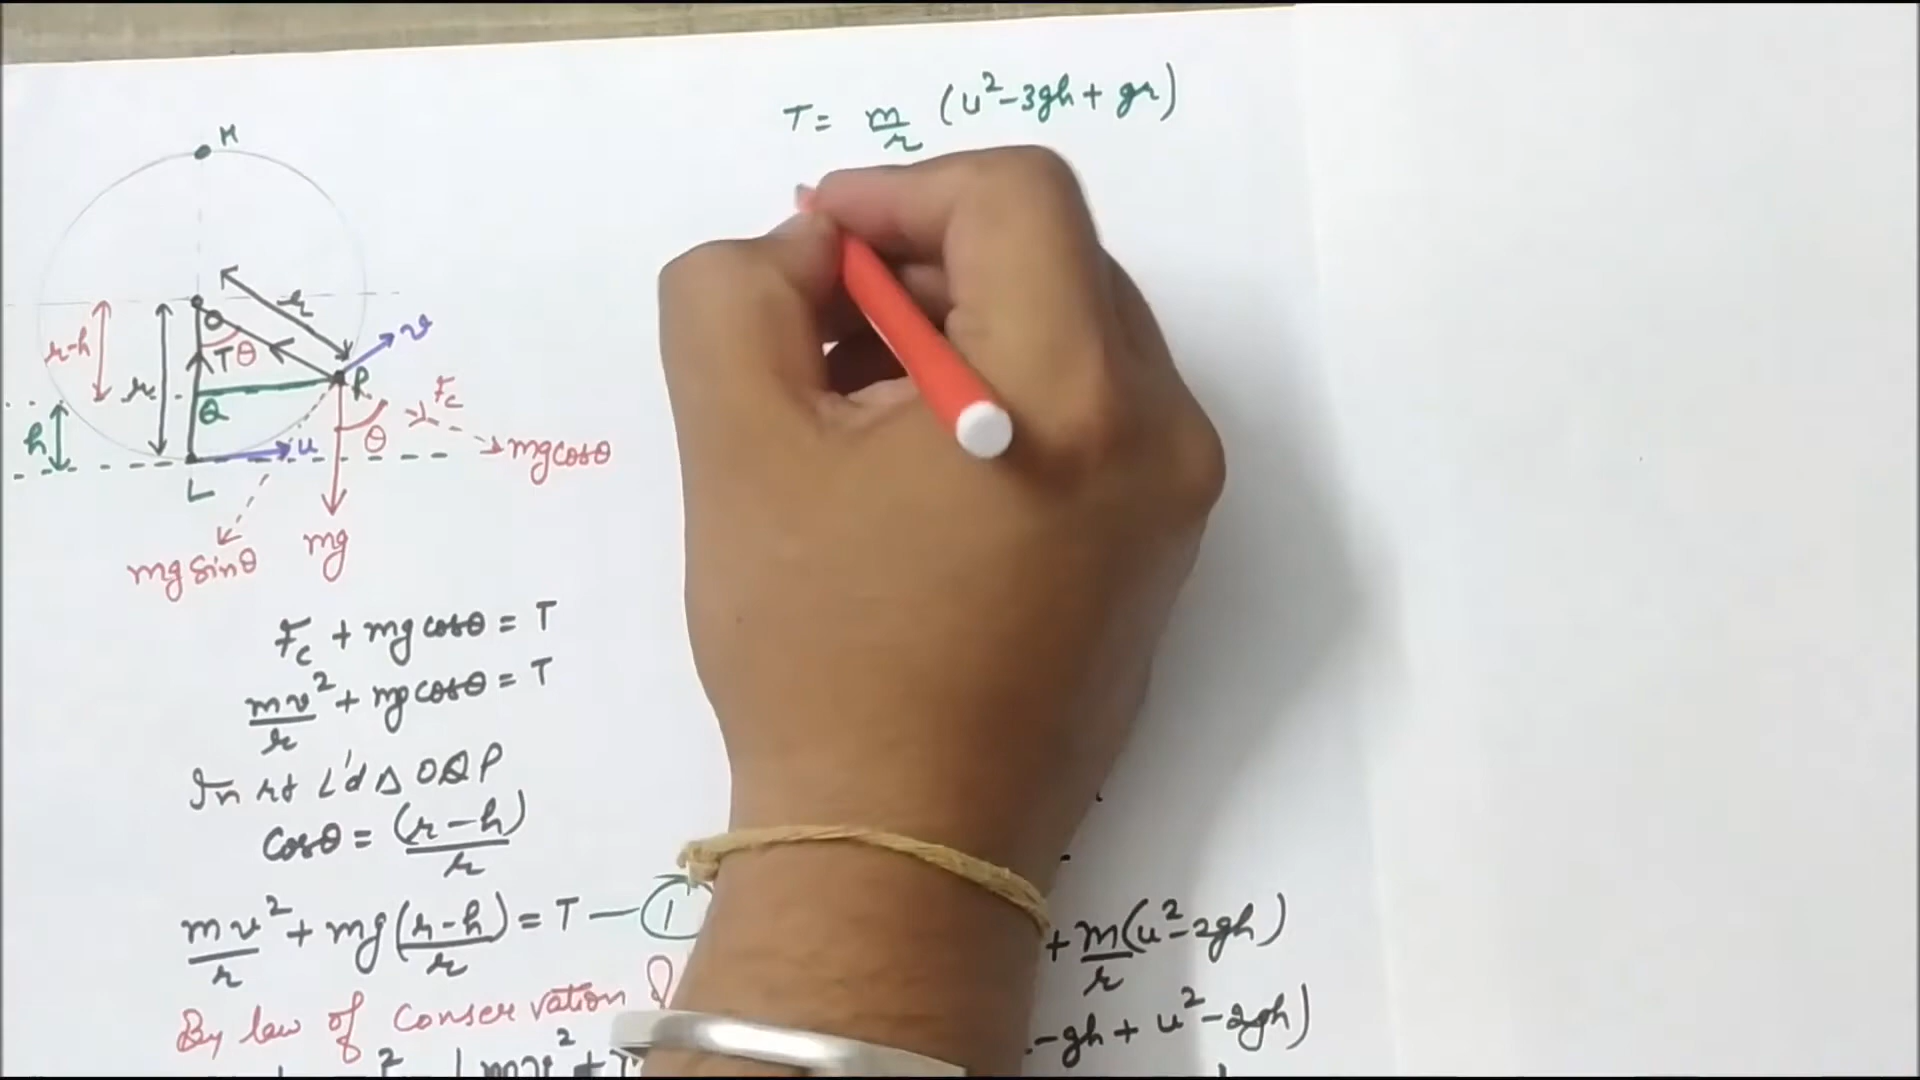 T = m/r (u² - 3gh + gr)
H
r
v
r-h
O
T θ
r
P
Fc
Q
h
u
θ
mg cosθ
L
mg
mg sinθ
Fc + mg cosθ = T
mv²/r + mg cosθ = T
In rt L'd Δ OQP
Cosθ = (r-h)/r
mv²/r + mg(r-h)/r = T — 1
+ m/r (u² - 2gh)
By law of conservation
- gh + u² - 2gh)